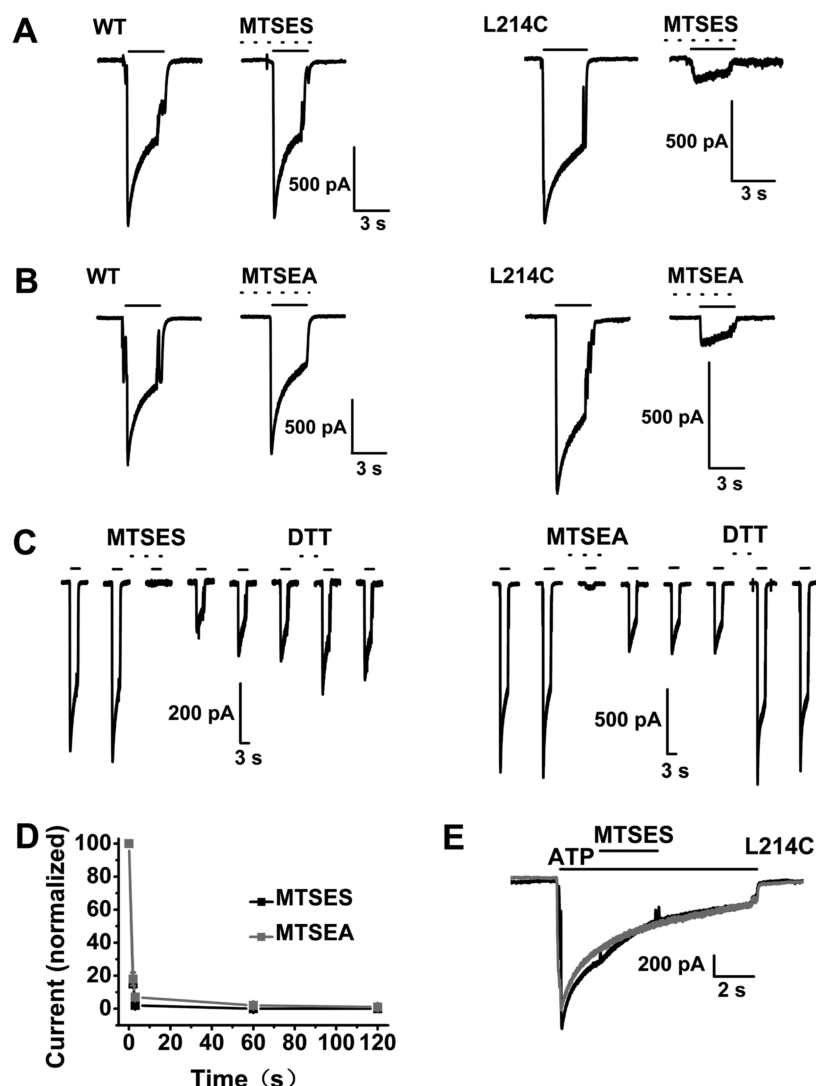 A
WT
MTSES
500 pA
3 s
L214C
MTSES
500 pA
3 s
B
WT
MTSEA
500 pA
3 s
L214C
MTSEA
500 pA
3 s
C
MTSES
DTT
200 pA
3 s
MTSEA
DTT
500 pA
3 s
D
Current (normalized)
100
80
60
40
20
0
MTSES
MTSEA
0 20 40 60 80 100 120
Time (s)
E
MTSES
ATP
L214C
200 pA
2 s